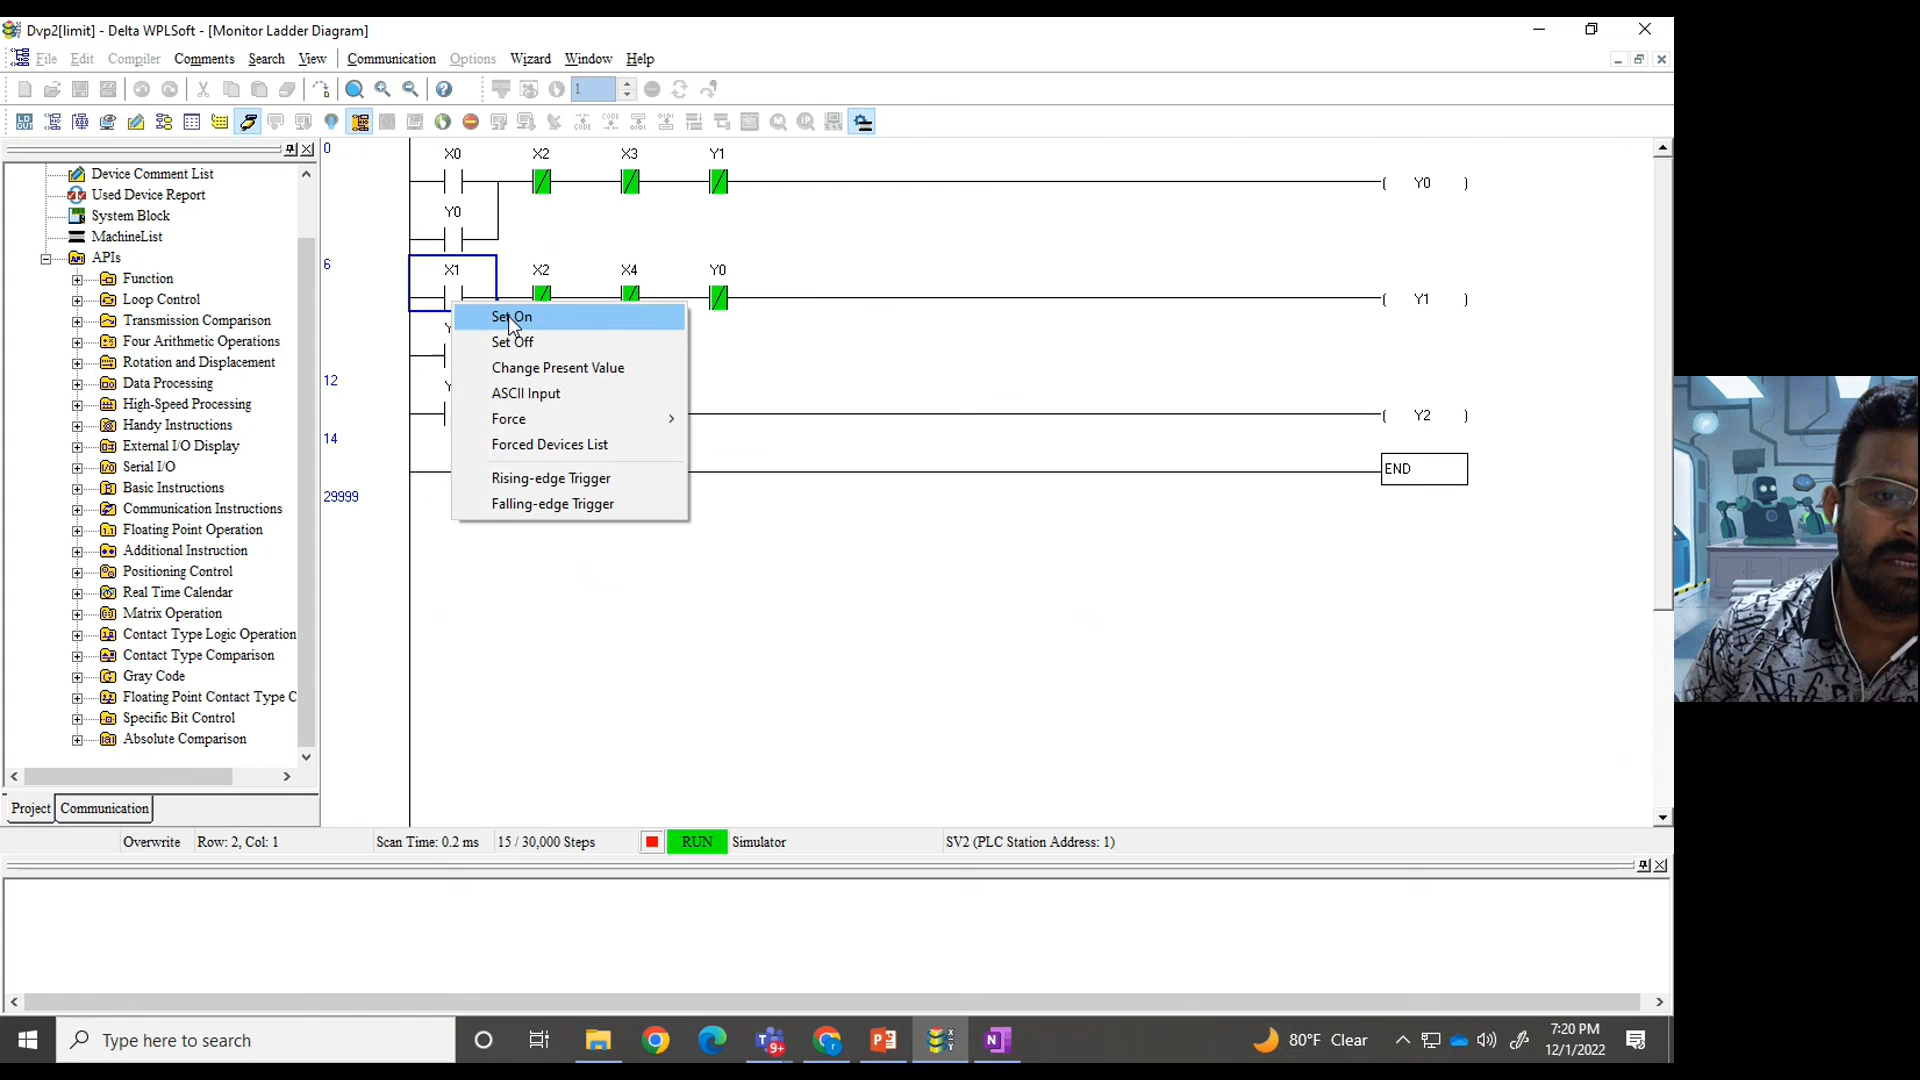 Dvp2[limit] - Delta WPLSoft - [Monitor Ladder Diagram]
File Edit Compiler Comments Search View Communication Options Wizard Window Help
1
Device Comment List
Used Device Report
System Block
MachineList
APIs
Function
Loop Control
Transmission Comparison
Four Arithmetic Operations
Rotation and Displacement
Data Processing
High-Speed Processing
Handy Instructions
External I/O Display
Serial I/O
Basic Instructions
Communication Instructions
Floating Point Operation
Additional Instruction
Positioning Control
Real Time Calendar
Matrix Operation
Contact Type Logic Operation
Contact Type Comparison
Gray Code
Floating Point Contact Type C
Specific Bit Control
Absolute Comparison
Project Communication
0 X0 X2 X3 Y1
Y0
Y0
6 X1 X2 X4 Y0
Y1
Y
12 Y
Y2
14
END
29999
Set On
Set Off
Change Present Value
ASCII Input
Force
Forced Devices List
Rising-edge Trigger
Falling-edge Trigger
Overwrite Row: 2, Col: 1 Scan Time: 0.2 ms 15 / 30,000 Steps RUN Simulator SV2 (PLC Station Address: 1)
Type here to search
80°F Clear
7:20 PM
12/1/2022